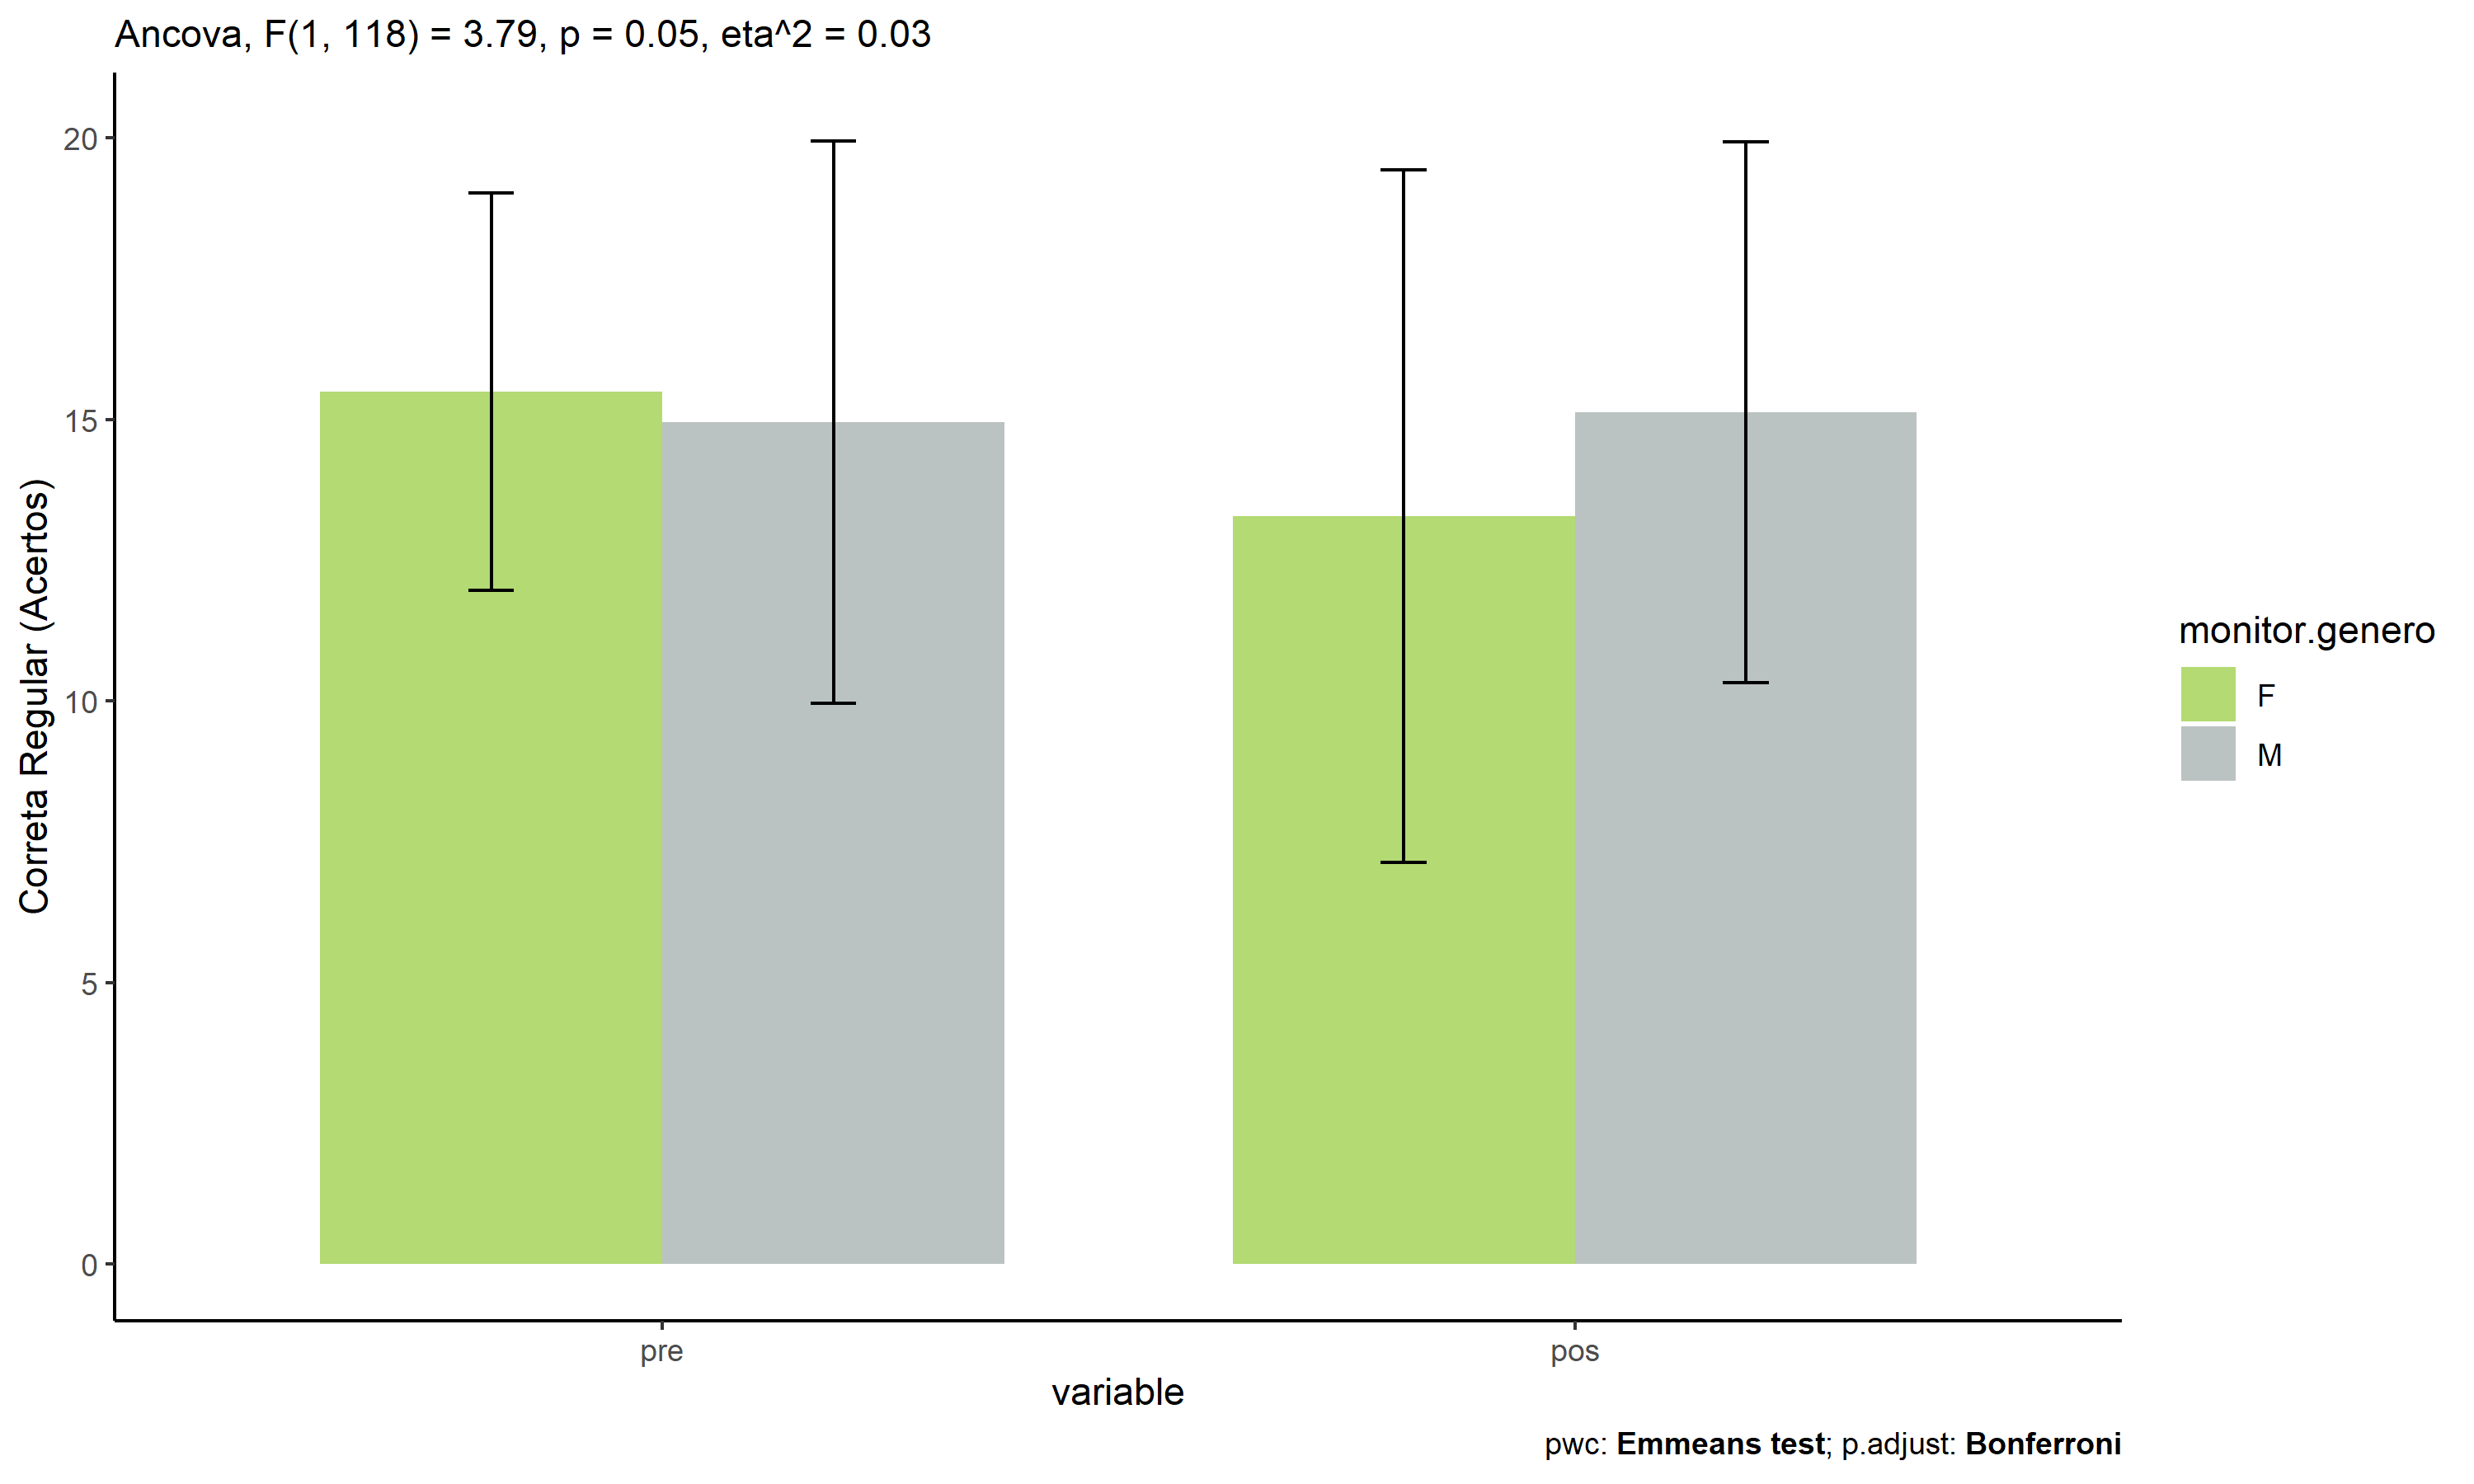 Ancova, F(1, 118) = 3.79, p = 0.05, eta^2 = 0.03
Correta Regular (Acertos)
20
15
10
5
0
pre
pos
variable
monitor.genero
F
M
pwc: Emmeans test; p.adjust: Bonferroni